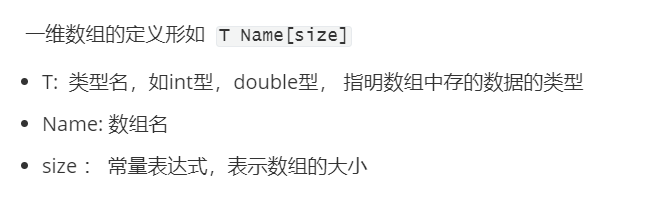 一维数组的定义形如 T Name[size]
T: 类型名，如int型，double型， 指明数组中存的数据的类型
Name: 数组名
size： 常量表达式，表示数组的大小